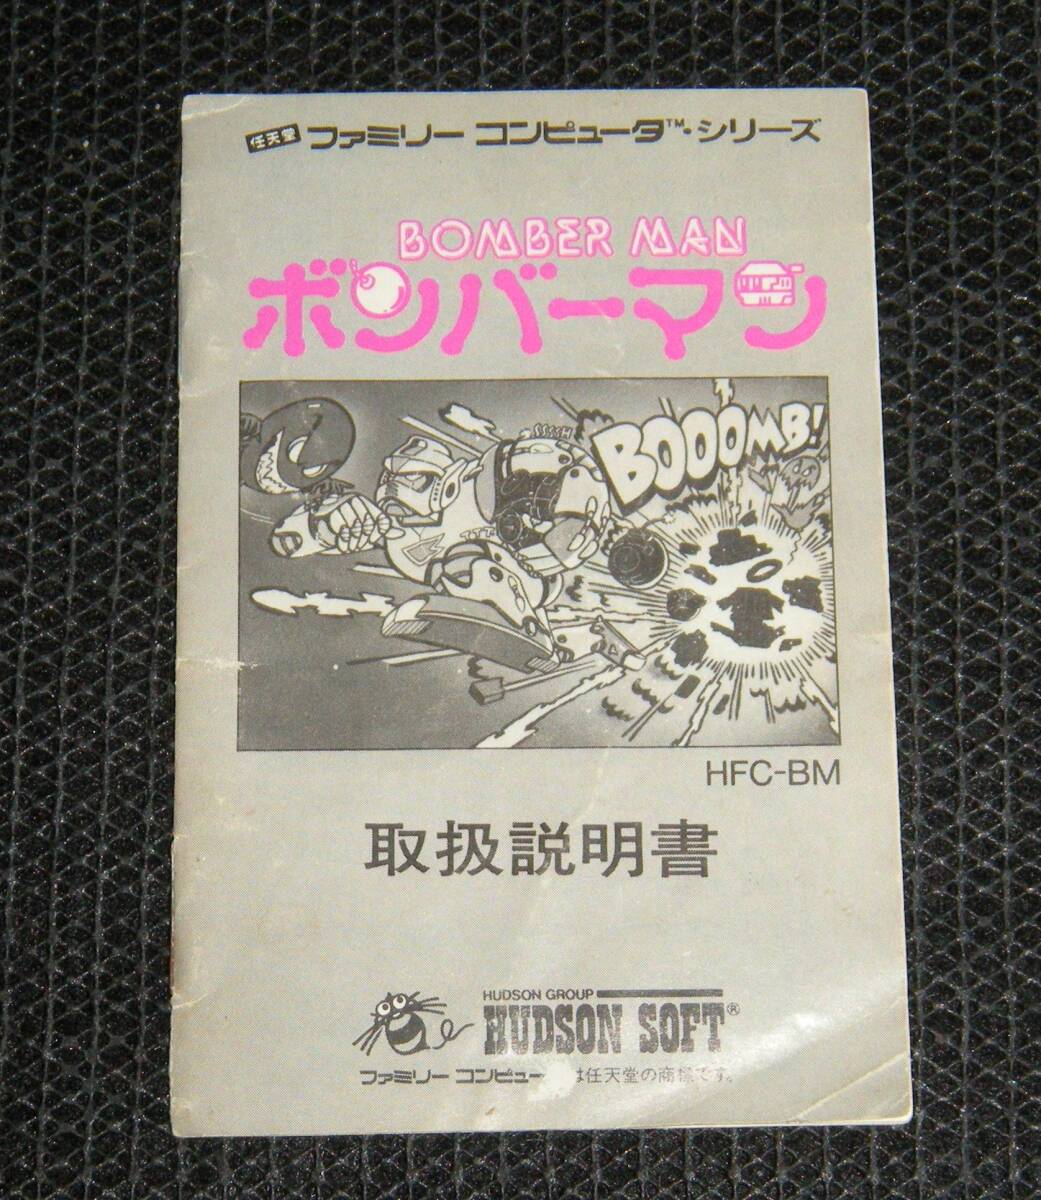 任天堂 ファミリー コンピュータ™・シリーズ
BOMBER MAN
ボンバーマン
SSSSH
BOOOMB!
HFC-BM
取扱説明書
HUDSON GROUP
HUDSON SOFT®
ファミリー コンピュー は任天堂の商標です。